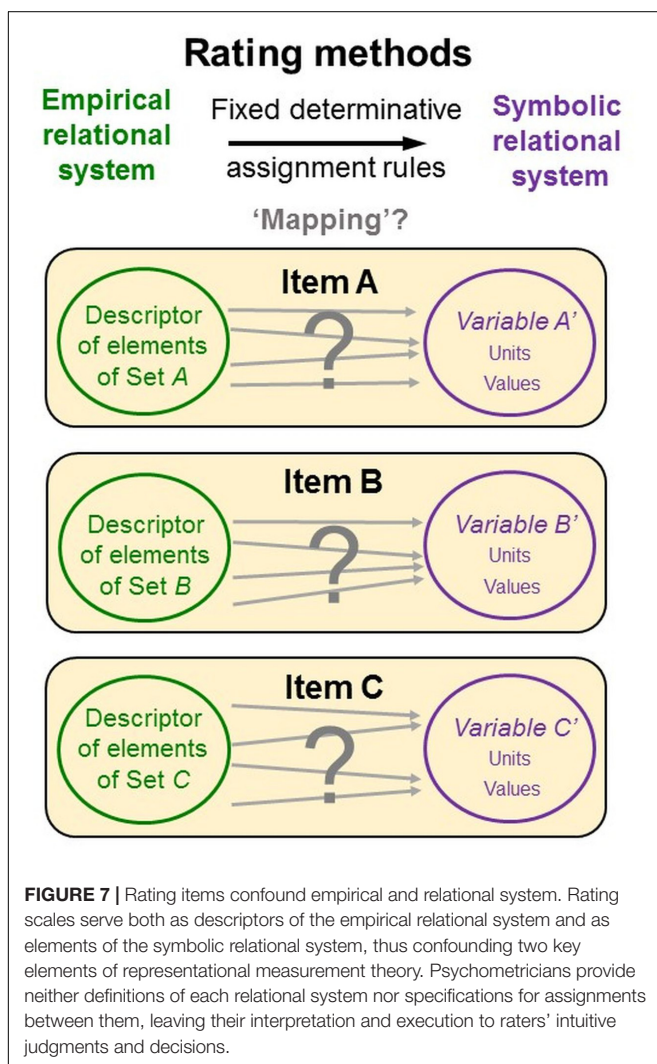 Rating methods
Empirical
relational
system
Fixed determinative
assignment rules
Symbolic
relational
system
'Mapping'?
Item A
Descriptor
of elements
of Set A
?
Variable A'
Units
Values
Item B
Descriptor
of elements
of Set B
?
Variable B'
Units
Values
Item C
Descriptor
of elements
of Set C
?
Variable C'
Units
Values
FIGURE 7 | Rating items confound empirical and relational system. Rating
scales serve both as descriptors of the empirical relational system and as
elements of the symbolic relational system, thus confounding two key
elements of representational measurement theory. Psychometricians provide
neither definitions of each relational system nor specifications for assignments
between them, leaving their interpretation and execution to raters' intuitive
judgments and decisions.